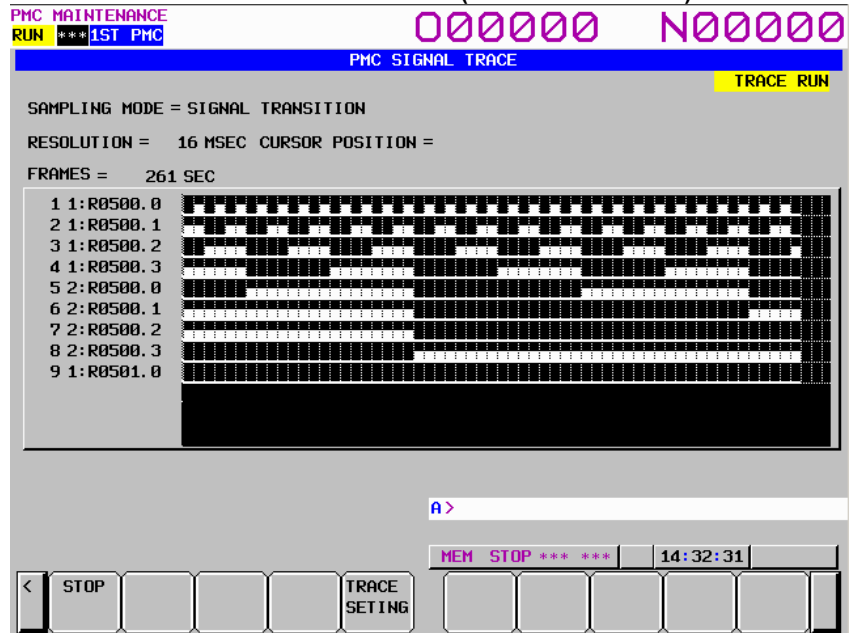 PMC MAINTENANCE
RUN ***1ST PMC O00000 N00000
PMC SIGNAL TRACE
TRACE RUN
SAMPLING MODE = SIGNAL TRANSITION
RESOLUTION = 16 MSEC CURSOR POSITION =
FRAMES = 261 SEC
1 1:R0500.0
2 1:R0500.1
3 1:R0500.2
4 1:R0500.3
5 2:R0500.0
6 2:R0500.1
7 2:R0500.2
8 2:R0500.3
9 1:R0501.0
A>
MEM STOP *** *** 14:32:31
< STOP TRACE
SETING